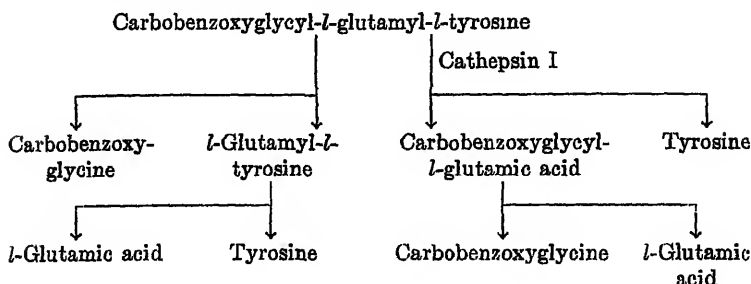 Carbobenzoxyglycyl-l-glutamyl-l-tyrosine
Cathepsin I
Carbobenzoxy-
glycine
l-Glutamyl-l-
tyrosine
Carbobenzoxyglycyl-
l-glutamic acid
Tyrosine
l-Glutamic acid
Tyrosine
Carbobenzoxyglycine
l-Glutamic
acid